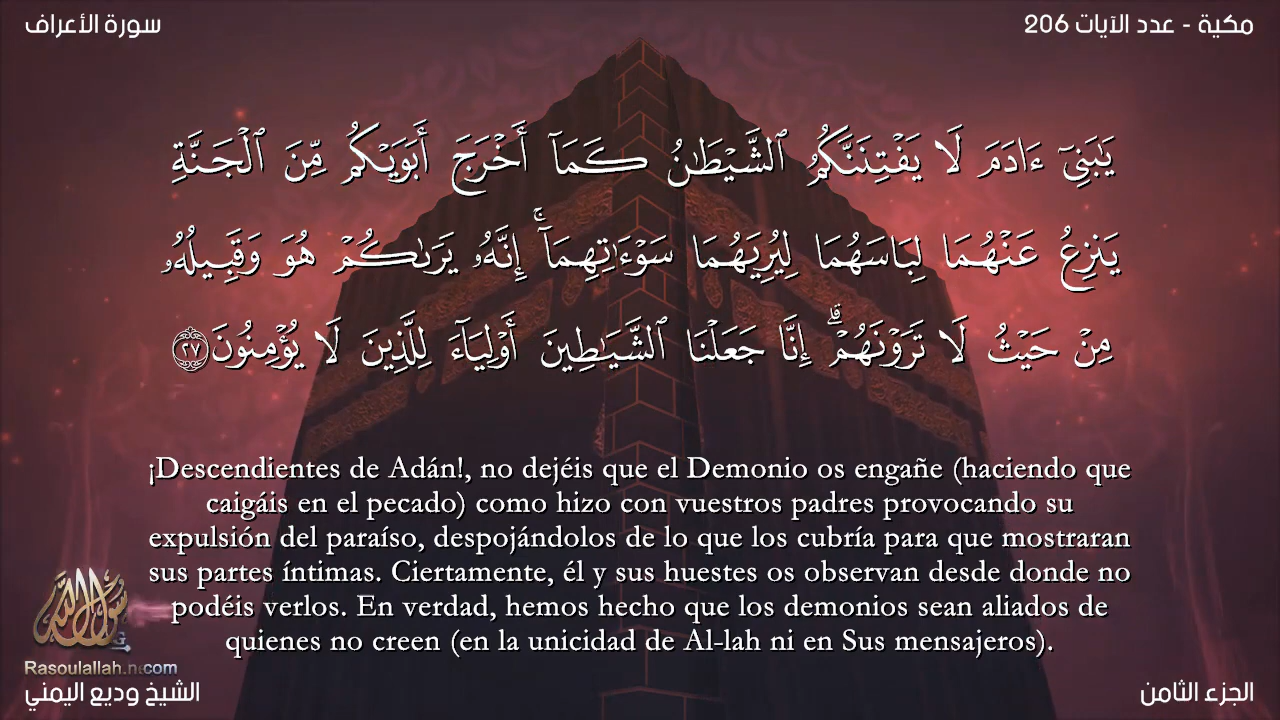 سورة الأعراف
مكية - عدد الآيات 206
يَٰبَنِىٓ ءَادَمَ لَا يَفْتِنَنَّكُمُ ٱلشَّيْطَٰنُ كَمَآ أَخْرَجَ أَبَوَيْكُم مِّنَ ٱلْجَنَّةِ
يَنزِعُ عَنْهُمَا لِبَاسَهُمَا لِيُرِيَهُمَا سَوْءَٰتِهِمَآ ۚ إِنَّهُۥ يَرَىٰكُمْ هُوَ وَقَبِيلُهُۥ
مِنْ حَيْثُ لَا تَرَوْنَهُمْ ۗ إِنَّا جَعَلْنَا ٱلشَّيَٰطِينَ أَوْلِيَآءَ لِلَّذِينَ لَا يُؤْمِنُونَ ٢٧
¡Descendientes de Adán!, no dejéis que el Demonio os engañe (haciendo que
caigáis en el pecado) como hizo con vuestros padres provocando su
expulsión del paraíso, despojándolos de lo que los cubría para que mostraran
sus partes íntimas. Ciertamente, él y sus huestes os observan desde donde no
podéis verlos. En verdad, hemos hecho que los demonios sean aliados de
quienes no creen (en la unicidad de Al-lah ni en Sus mensajeros).
رسول الله
Rasoulallah.net
الشيخ وديع اليمني
الجزء الثامن